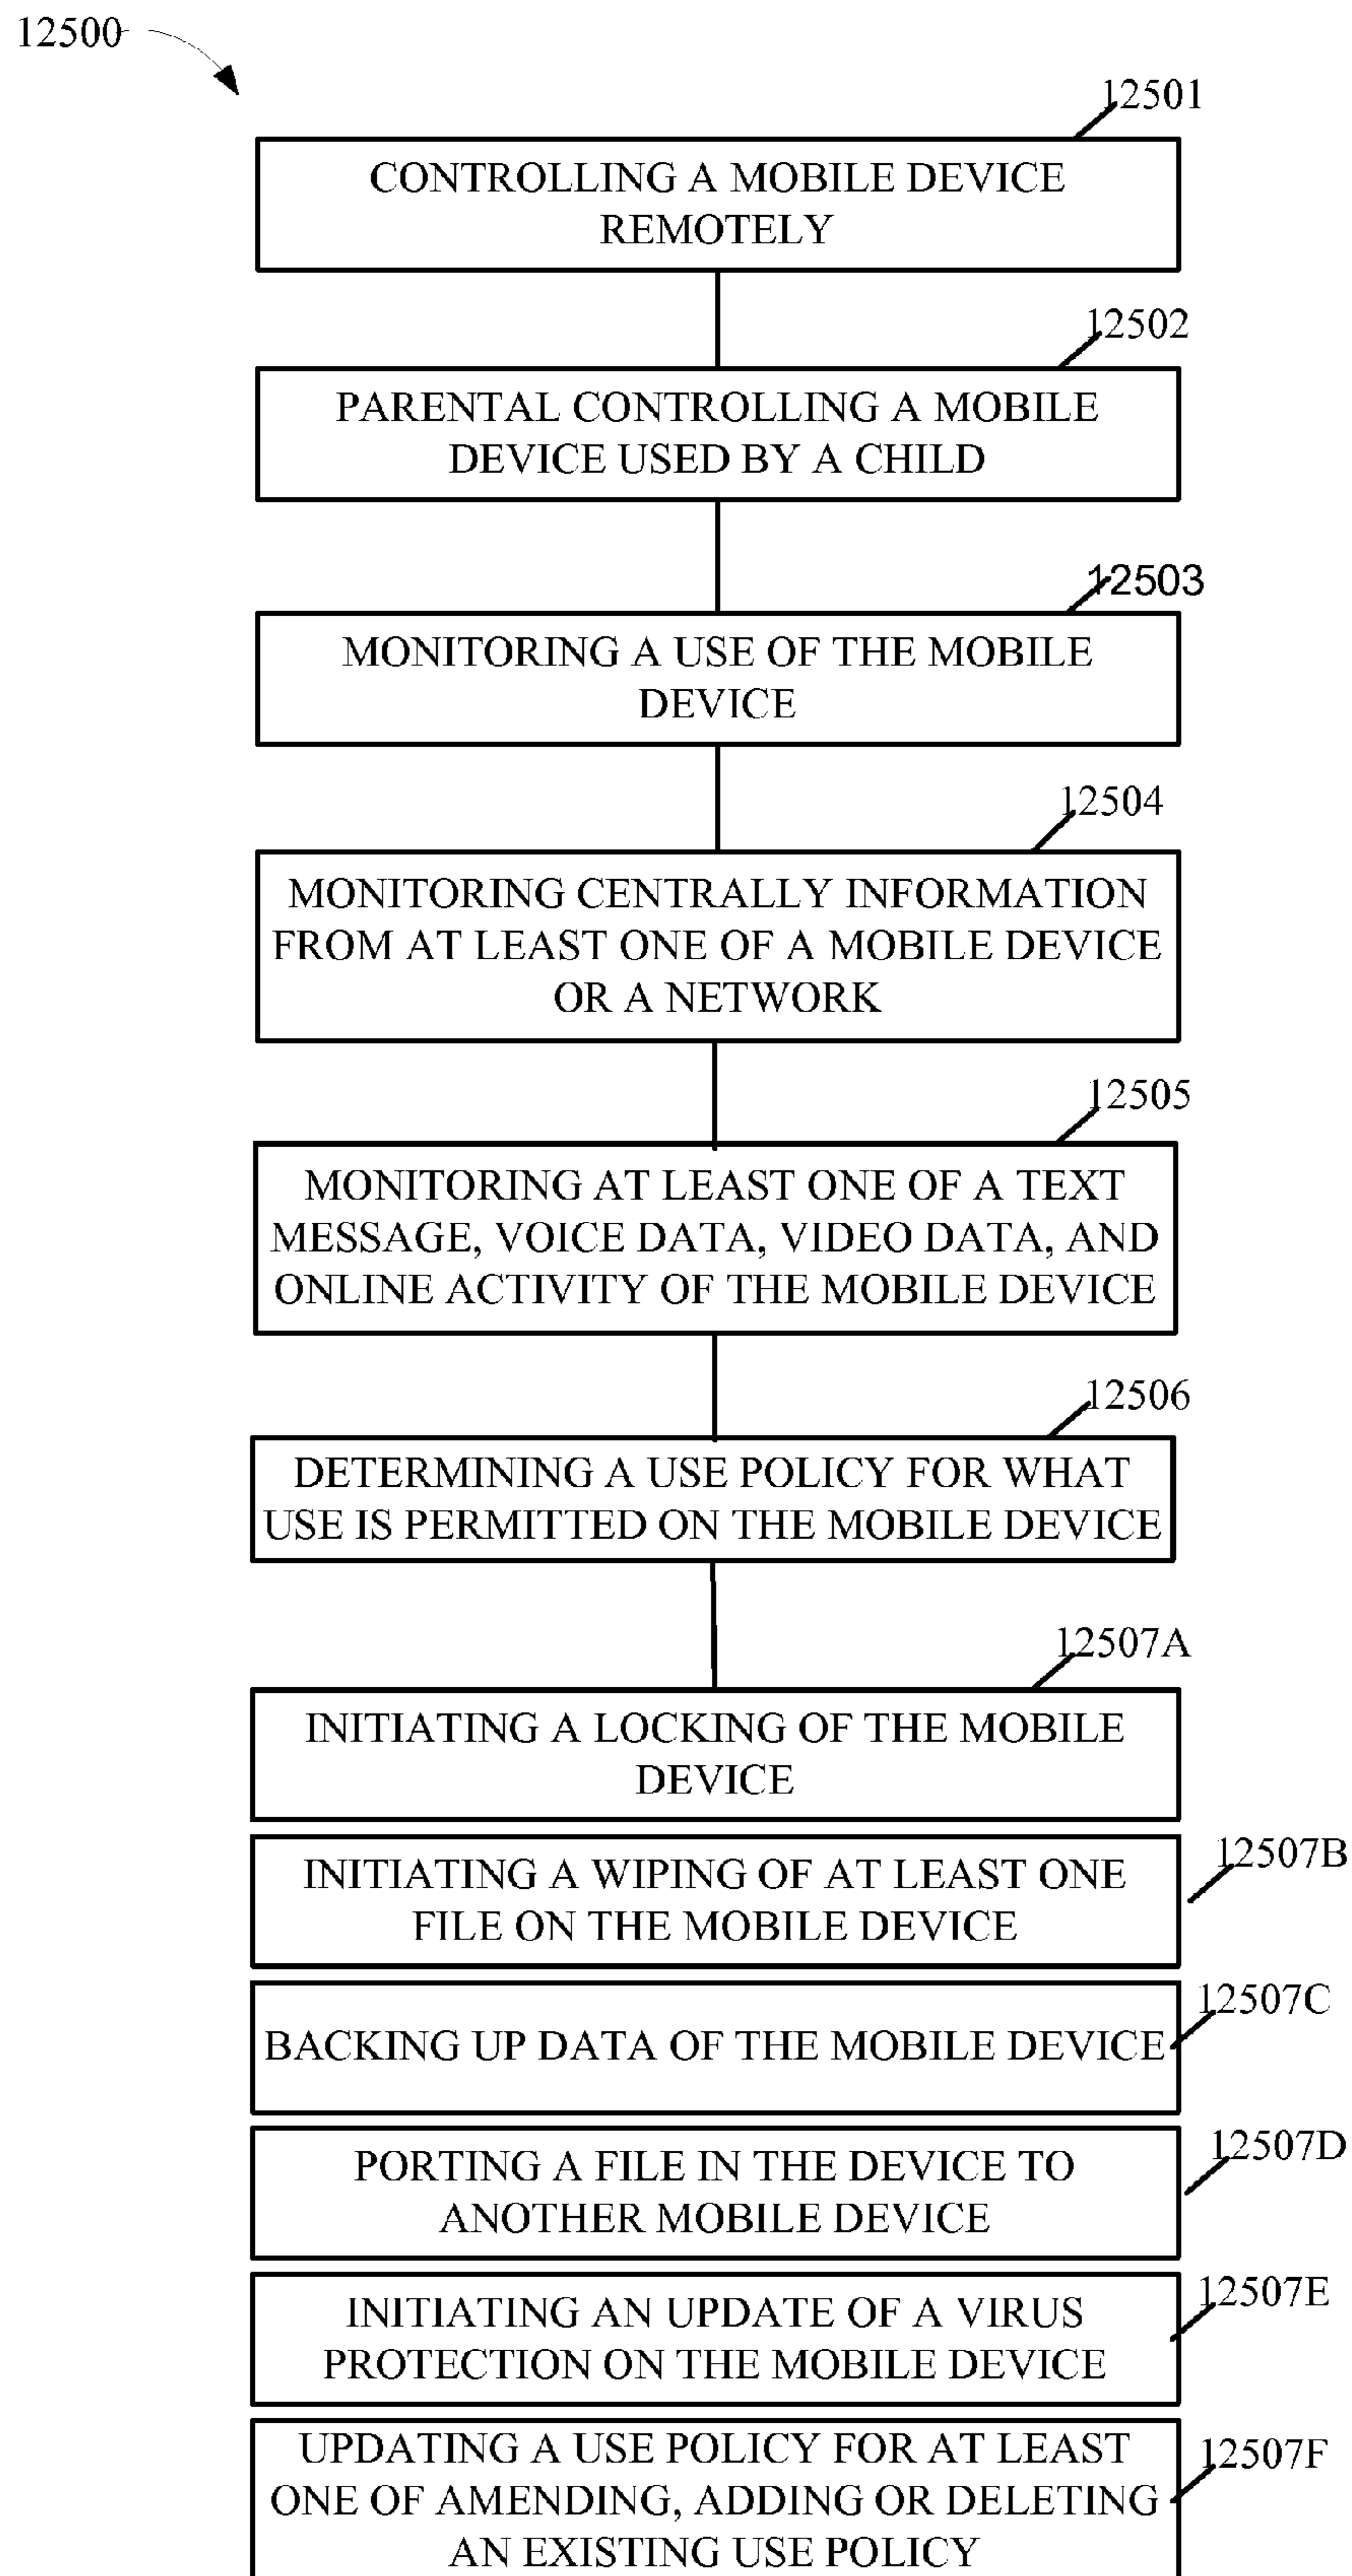 12500
12501
CONTROLLING A MOBILE DEVICE
REMOTELY
12502
PARENTAL CONTROLLING A MOBILE
DEVICE USED BY A CHILD
12503
MONITORING A USE OF THE MOBILE
DEVICE
12504
MONITORING CENTRALLY INFORMATION
FROM AT LEAST ONE OF A MOBILE DEVICE
OR A NETWORK
12505
MONITORING AT LEAST ONE OF A TEXT
MESSAGE, VOICE DATA, VIDEO DATA, AND
ONLINE ACTIVITY OF THE MOBILE DEVICE
12506
DETERMINING A USE POLICY FOR WHAT
USE IS PERMITTED ON THE MOBILE DEVICE
12507A
INITIATING A LOCKING OF THE MOBILE
DEVICE
12507B
INITIATING A WIPING OF AT LEAST ONE
FILE ON THE MOBILE DEVICE
12507C
BACKING UP DATA OF THE MOBILE DEVICE
12507D
PORTING A FILE IN THE DEVICE TO
ANOTHER MOBILE DEVICE
12507E
INITIATING AN UPDATE OF A VIRUS
PROTECTION ON THE MOBILE DEVICE
12507F
UPDATING A USE POLICY FOR AT LEAST
ONE OF AMENDING, ADDING OR DELETING
AN EXISTING USE POLICY